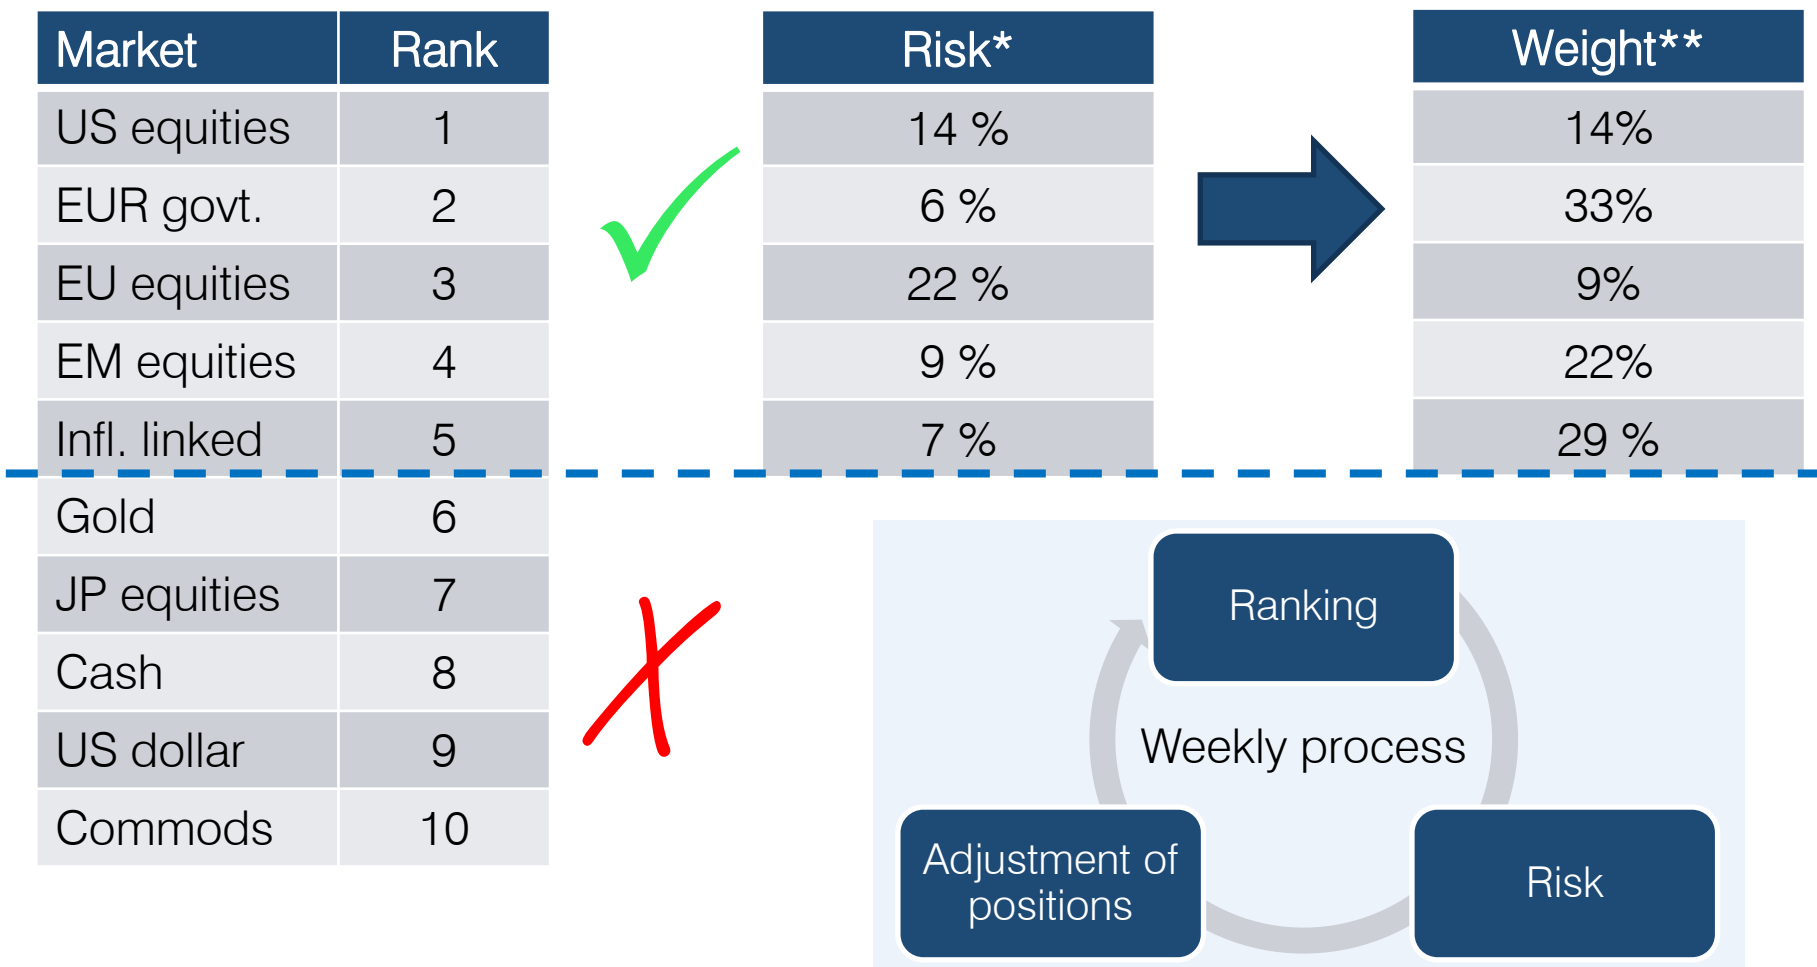 Market Rank Risk* Weight**
US equities 1 14 % 14%
EUR govt. 2 6 % 33%
EU equities 3 22 % 9%
EM equities 4 9 % 22%
Infl. linked 5 7 % 29 %
Gold 6
JP equities 7
Cash 8
US dollar 9
Commods 10
Ranking
Weekly process
Adjustment of
positions
Risk